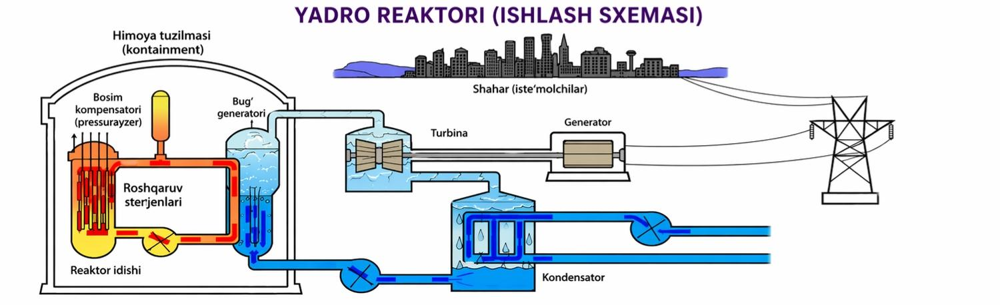 YADRO REAKTORI (ISHLASH SXEMASI)
Himoya tuzilmasi
(kontainment)
Bosim
kompensatori
(pressurayzer)
Bug‘
generatori
Shahar (iste‘molchilar)
Turbina
Generator
Roshqaruv
sterjenlari
Reaktor idishi
Kondensator